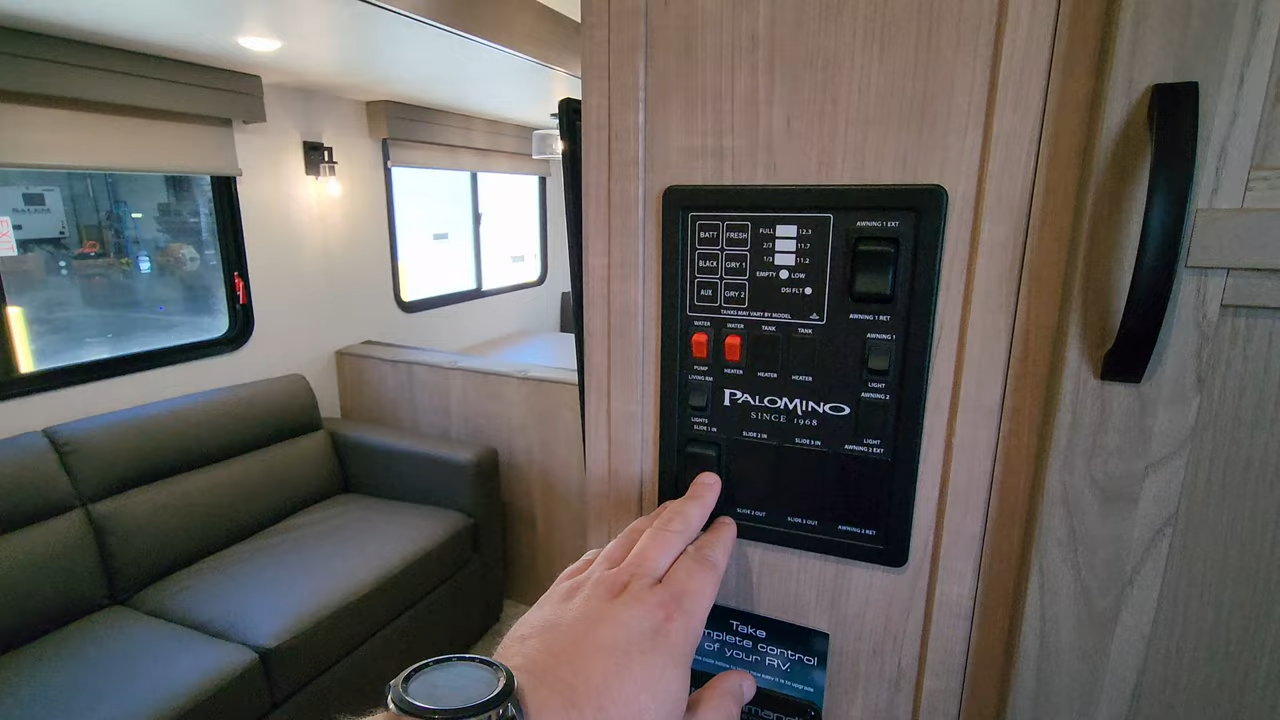 AWNING 1 EXT
BATT
FRESH
FULL 12.3
2/3 11.7
BLACK
GRY 1
1/3 11.2
EMPTY LOW
AUX
GRY 2
DSI FLT
TANKS MAY VARY BY MODEL
AWNING 1 RET
WATER
WATER
TANK
TANK
AWNING 1
PUMP
HEATER
HEATER
HEATER
LIVING RM
LIGHT
AWNING 2
PALOMINO
SINCE 1968
LIGHTS
SLIDE 1 IN
SLIDE 2 IN
SLIDE 3 IN
LIGHT
AWNING 2 EXT
SLIDE 2 OUT
SLIDE 3 OUT
AWNING 2 RET
Take
mplete control
of your RV.
SALEM